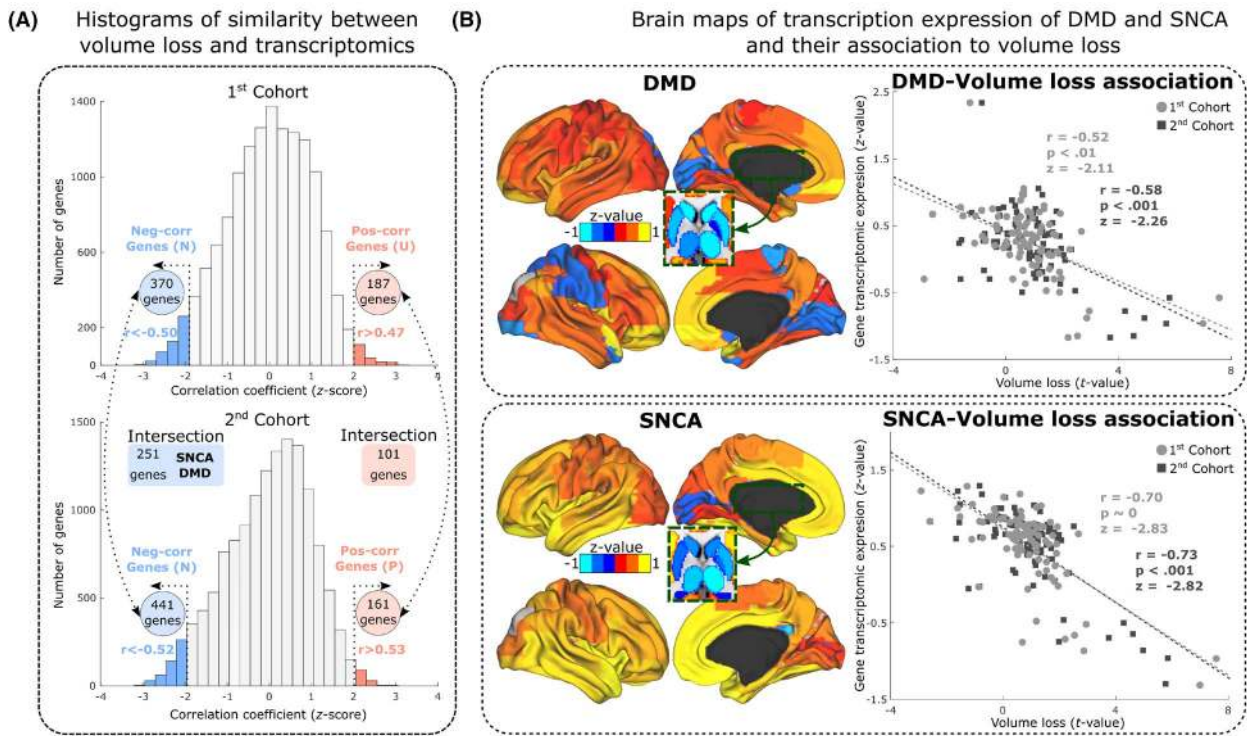 (A)
Histograms of similarity between
volume loss and transcriptomics
1st Cohort
1400
1000
600
200
0
Number of genes
Neg-corr
Genes (N)
370
genes
r<-0.50
Pos-corr
Genes (U)
187
genes
r>0.47
-4 -3 -2 -1 0 1 2 3 4
Correlation coefficient (z-score)
2nd Cohort
1500
1000
500
0
Number of genes
Intersection
251
genes
SNCA
DMD
Intersection
101
genes
Neg-corr
Genes (N)
441
genes
r<-0.52
Pos-corr
Genes (P)
161
genes
r>0.53
-4 -3 -2 -1 0 1 2 3 4
Correlation coefficient (z-score)
(B)
Brain maps of transcription expression of DMD and SNCA
and their association to volume loss
DMD
z-value
-1 1
DMD-Volume loss association
2.5
1.5
0.5
-0.5
-1.5
Gene transcriptomic expression (z-value)
1st Cohort
2nd Cohort
r = -0.52
p < .01
z = -2.11
r = -0.58
p < .001
z = -2.26
-4 0 4 8
Volume loss (t-value)
SNCA
z-value
-1 1
SNCA-Volume loss association
1.5
0.5
-0.5
-1.5
Gene transcriptomic expression (z-value)
1st Cohort
2nd Cohort
r = -0.70
p ~ 0
z = -2.83
r = -0.73
p < .001
z = -2.82
-4 0 4 8
Volume loss (t-value)